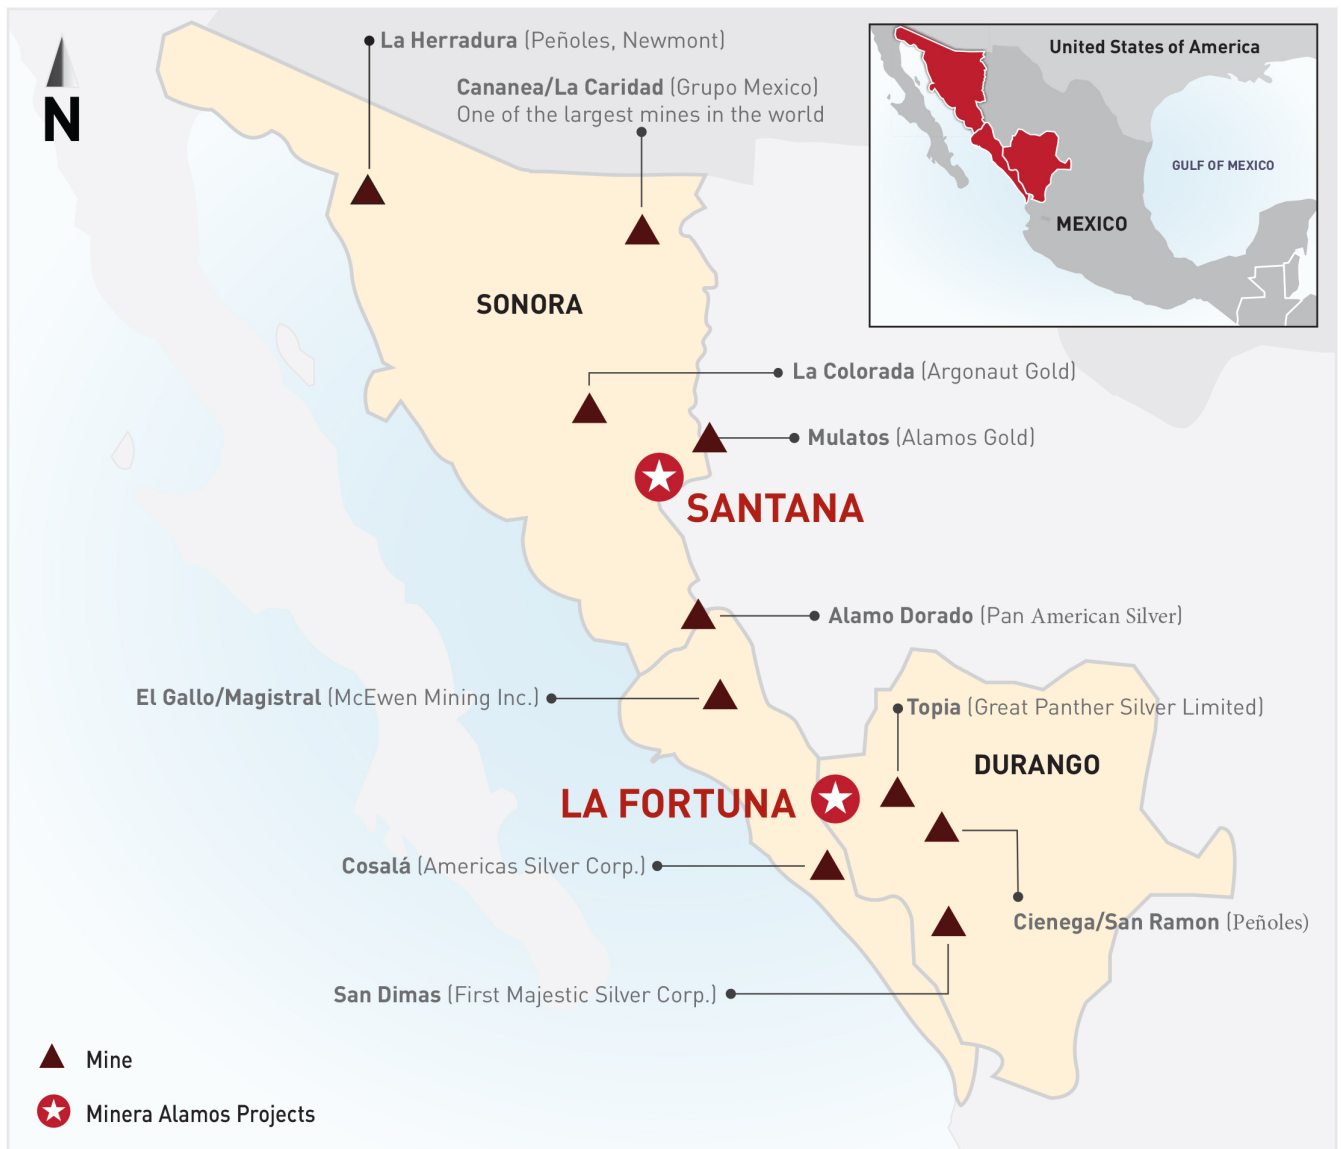 La Herradura (Peñoles, Newmont)
N
Cananea/La Caridad (Grupo Mexico)
One of the largest mines in the world
United States of America
GULF OF MEXICO
MEXICO
SONORA
La Colorada (Argonaut Gold)
Mulatos (Alamos Gold)
SANTANA
Alamo Dorado (Pan American Silver)
El Gallo/Magistral (McEwen Mining Inc.)
Topia (Great Panther Silver Limited)
DURANGO
LA FORTUNA
Cosalá (Americas Silver Corp.)
Cienega/San Ramon (Peñoles)
San Dimas (First Majestic Silver Corp.)
Mine
Minera Alamos Projects